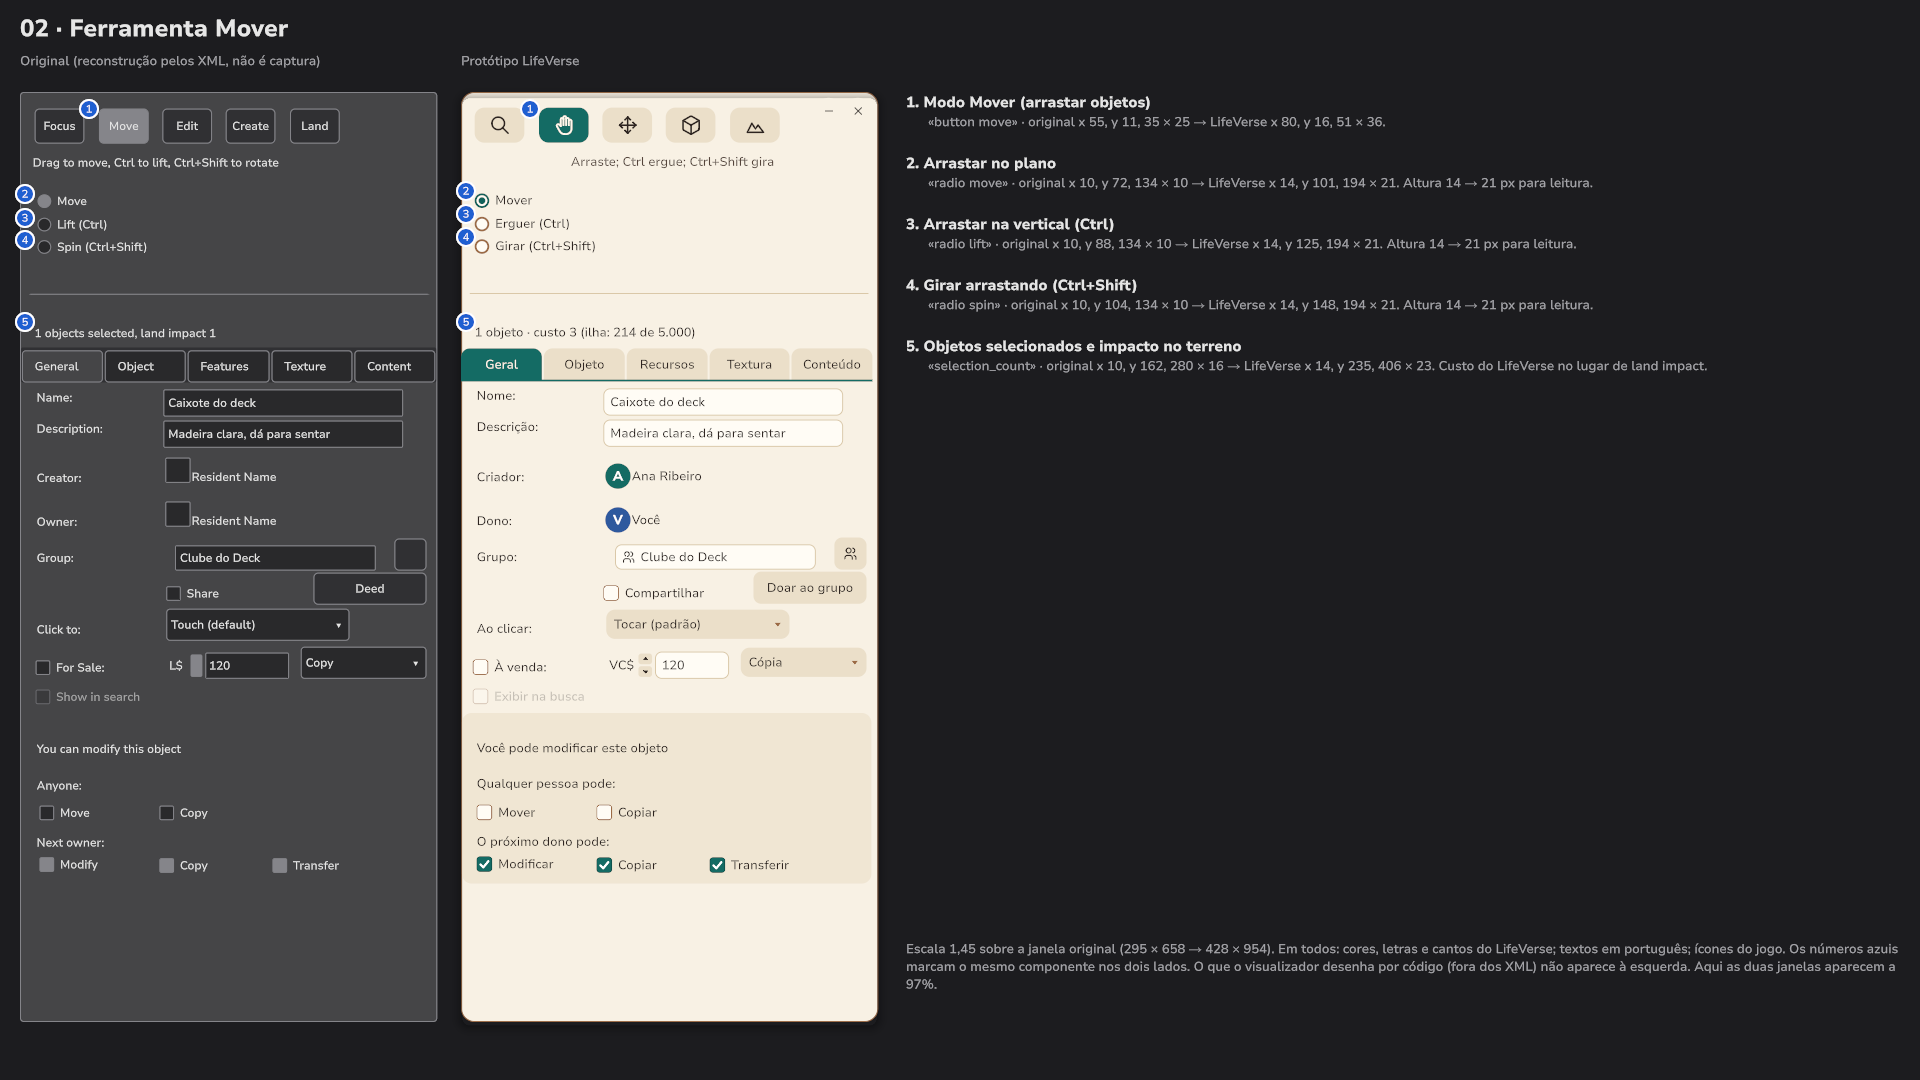 02 · Ferramenta Mover
Original (reconstrução pelos XML, não é captura)
1
Focus
Move
Edit
Create
Land
Drag to move, Ctrl to lift, Ctrl+Shift to rotate
2
Move
3
Lift (Ctrl)
4
Spin (Ctrl+Shift)
5
1 objects selected, land impact 1
General
Object
Features
Texture
Content
Name:
Caixote do deck
Description:
Madeira clara, dá para sentar
Creator:
Resident Name
Owner:
Resident Name
Group:
Clube do Deck
Share
Deed
Click to:
Touch (default)
For Sale:
L$
120
Copy
Show in search
You can modify this object
Anyone:
Move
Copy
Next owner:
Modify
Copy
Transfer
Protótipo LifeVerse
1
Arraste; Ctrl ergue; Ctrl+Shift gira
2
Mover
3
Erguer (Ctrl)
4
Girar (Ctrl+Shift)
5
1 objeto · custo 3 (ilha: 214 de 5.000)
Geral
Objeto
Recursos
Textura
Conteúdo
Nome:
Caixote do deck
Descrição:
Madeira clara, dá para sentar
Criador:
A
Ana Ribeiro
Dono:
V
Você
Grupo:
Clube do Deck
Compartilhar
Doar ao grupo
Ao clicar:
Tocar (padrão)
À venda:
VC$
120
Cópia
Exibir na busca
Você pode modificar este objeto
Qualquer pessoa pode:
Mover
Copiar
O próximo dono pode:
Modificar
Copiar
Transferir
1. Modo Mover (arrastar objetos)
«button move» · original x 55, y 11, 35 × 25 → LifeVerse x 80, y 16, 51 × 36.
2. Arrastar no plano
«radio move» · original x 10, y 72, 134 × 10 → LifeVerse x 14, y 101, 194 × 21. Altura 14 → 21 px para leitura.
3. Arrastar na vertical (Ctrl)
«radio lift» · original x 10, y 88, 134 × 10 → LifeVerse x 14, y 125, 194 × 21. Altura 14 → 21 px para leitura.
4. Girar arrastando (Ctrl+Shift)
«radio spin» · original x 10, y 104, 134 × 10 → LifeVerse x 14, y 148, 194 × 21. Altura 14 → 21 px para leitura.
5. Objetos selecionados e impacto no terreno
«selection_count» · original x 10, y 162, 280 × 16 → LifeVerse x 14, y 235, 406 × 23. Custo do LifeVerse no lugar de land impact.
Escala 1,45 sobre a janela original (295 × 658 → 428 × 954). Em todos: cores, letras e cantos do LifeVerse; textos em português; ícones do jogo. Os números azuis
marcam o mesmo componente nos dois lados. O que o visualizador desenha por código (fora dos XML) não aparece à esquerda. Aqui as duas janelas aparecem a
97%.